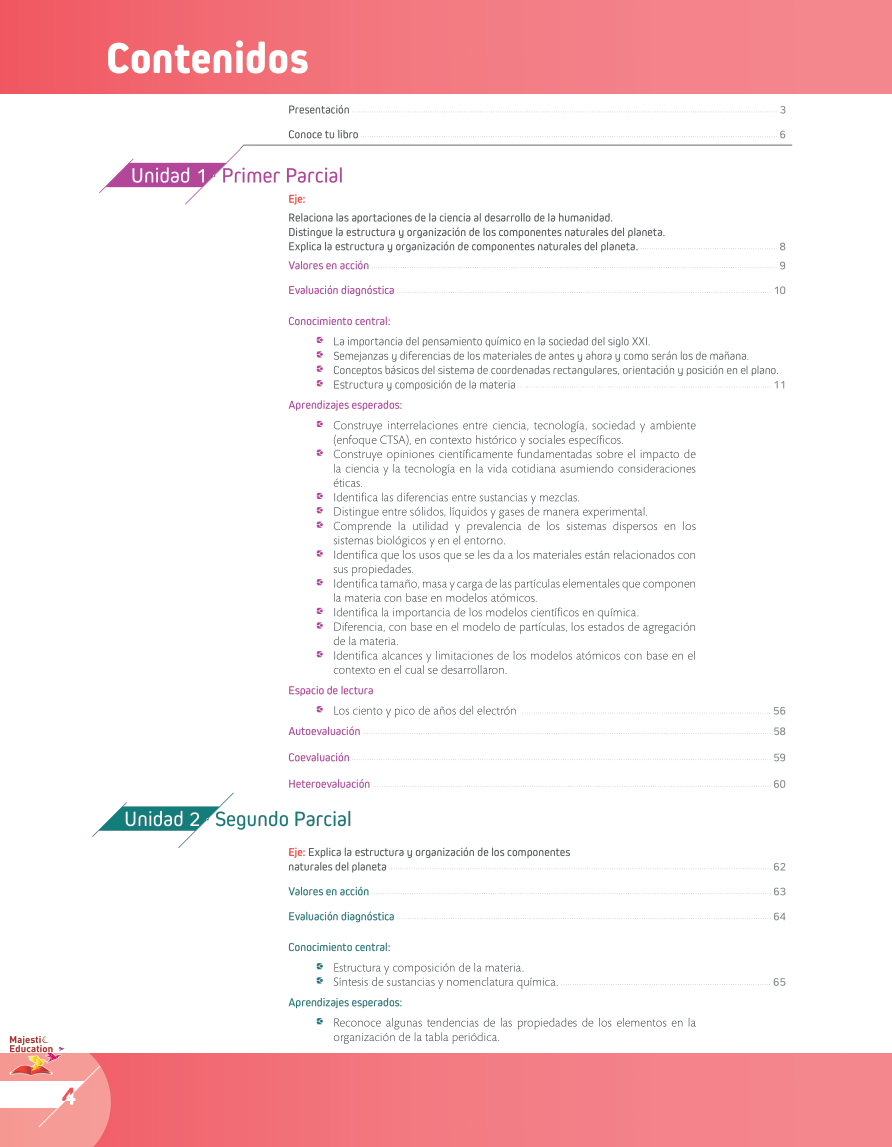 Contenidos
Presentación 3
Conoce tu libro 6
Unidad 1 Primer Parcial
Eje:
Relaciona las aportaciones de la ciencia al desarrollo de la humanidad.
Distingue la estructura y organización de los componentes naturales del planeta.
Explica la estructura y organización de componentes naturales del planeta. 8
Valores en acción 9
Evaluación diagnóstica 10
Conocimiento central:
La importancia del pensamiento químico en la sociedad del siglo XXI.
Semejanzas y diferencias de los materiales de antes y ahora y como serán los de mañana.
Conceptos básicos del sistema de coordenadas rectangulares, orientación y posición en el plano.
Estructura y composición de la materia 11
Aprendizajes esperados:
Construye interrelaciones entre ciencia, tecnología, sociedad y ambiente
(enfoque CTSA), en contexto histórico y sociales específicos.
Construye opiniones científicamente fundamentadas sobre el impacto de
la ciencia y la tecnología en la vida cotidiana asumiendo consideraciones
éticas.
Identifica las diferencias entre sustancias y mezclas.
Distingue entre sólidos, líquidos y gases de manera experimental.
Comprende la utilidad y prevalencia de los sistemas dispersos en los
sistemas biológicos y en el entorno.
Identifica que los usos que se les da a los materiales están relacionados con
sus propiedades.
Identifica tamaño, masa y carga de las partículas elementales que componen
la materia con base en modelos atómicos.
Identifica la importancia de los modelos científicos en química.
Diferencia, con base en el modelo de partículas, los estados de agregación
de la materia.
Identifica alcances y limitaciones de los modelos atómicos con base en el
contexto en el cual se desarrollaron.
Espacio de lectura
Los ciento y pico de años del electrón 56
Autoevaluación 58
Coevaluación 59
Heteroevaluación 60
Unidad 2 Segundo Parcial
Eje: Explica la estructura y organización de los componentes
naturales del planeta 62
Valores en acción 63
Evaluación diagnóstica 64
Conocimiento central:
Estructura y composición de la materia.
Síntesis de sustancias y nomenclatura química. 65
Aprendizajes esperados:
Reconoce algunas tendencias de las propiedades de los elementos en la
organización de la tabla periódica.
Majestic
Education
4